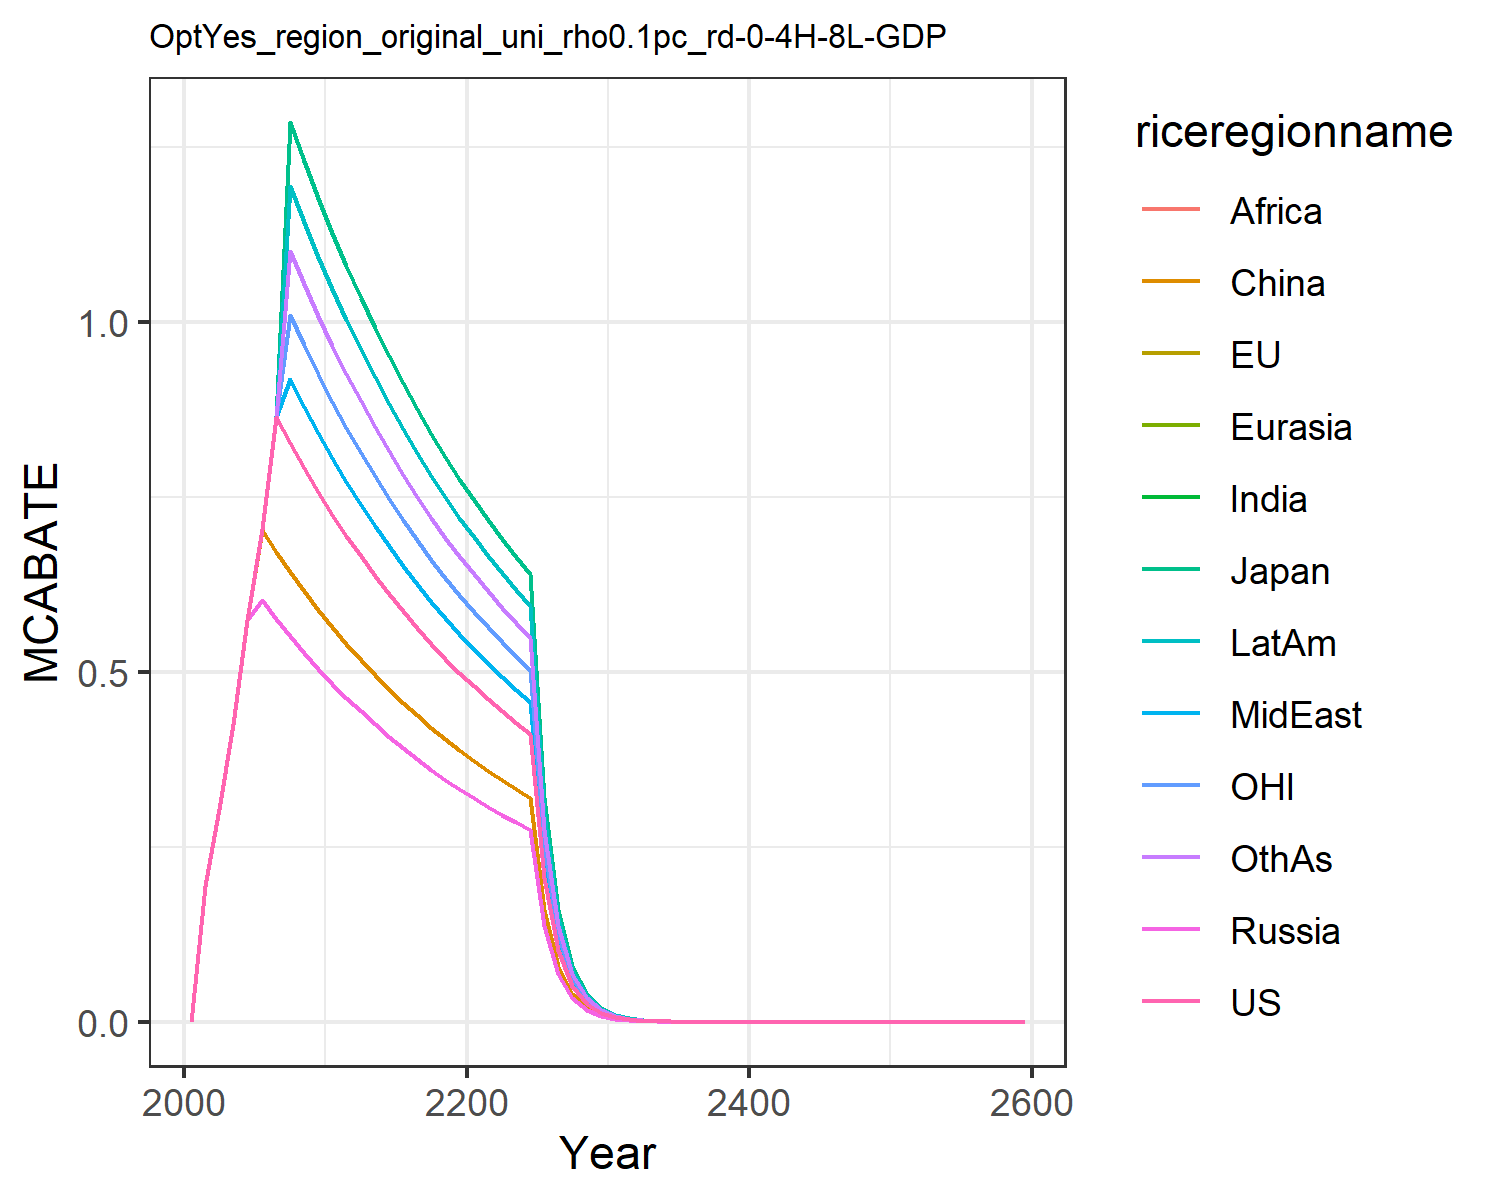 OptYes_region_original_uni_rho0.1pc_rd-0-4H-8L-GDP
MCABATE
1.0
0.5
0.0
2000 2200 2400 2600
Year
riceregionname
Africa
China
EU
Eurasia
India
Japan
LatAm
MidEast
OHI
OthAs
Russia
US